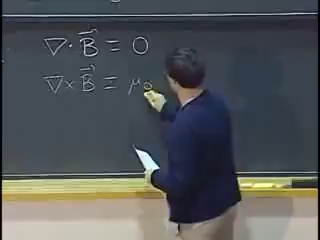 ∇ · B⃗ = 0
∇ × B⃗ = μ₀